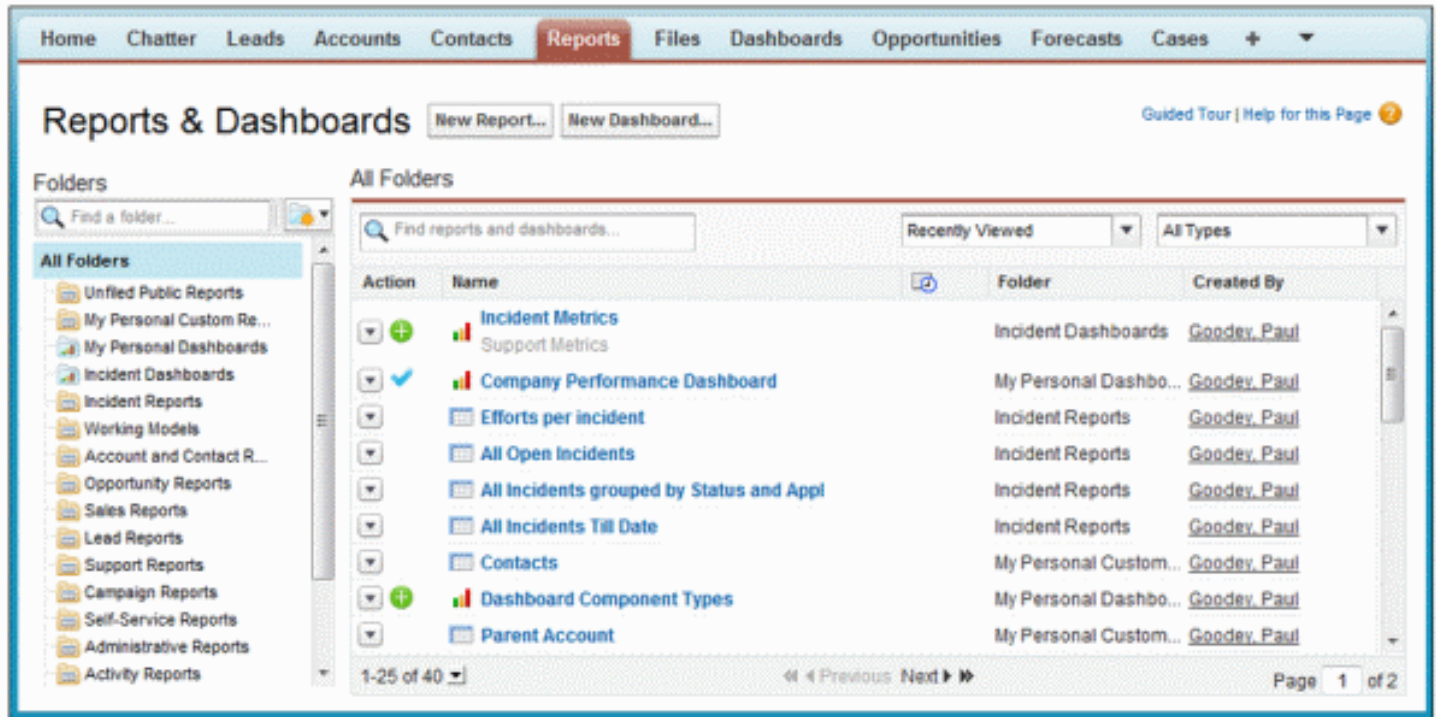 Home Chatter Leads Accounts Contacts Reports Files Dashboards Opportunities Forecasts Cases +
Reports & Dashboards New Report... New Dashboard... Guided Tour | Help for this Page ?
Folders
Find a folder...
All Folders
Unfiled Public Reports
My Personal Custom Re...
My Personal Dashboards
Incident Dashboards
Incident Reports
Working Models
Account and Contact R...
Opportunity Reports
Sales Reports
Lead Reports
Support Reports
Campaign Reports
Self-Service Reports
Administrative Reports
Activity Reports
All Folders
Find reports and dashboards... Recently Viewed All Types
Action Name Folder Created By
Incident Metrics Incident Dashboards Goodey, Paul
Support Metrics
Company Performance Dashboard My Personal Dashbo... Goodey, Paul
Efforts per incident Incident Reports Goodey, Paul
All Open Incidents Incident Reports Goodey, Paul
All Incidents grouped by Status and Appl Incident Reports Goodey, Paul
All Incidents Till Date Incident Reports Goodey, Paul
Contacts My Personal Custom... Goodey, Paul
Dashboard Component Types My Personal Dashbo... Goodey, Paul
Parent Account My Personal Custom... Goodey, Paul
1-25 of 40 Previous Next Page 1 of 2